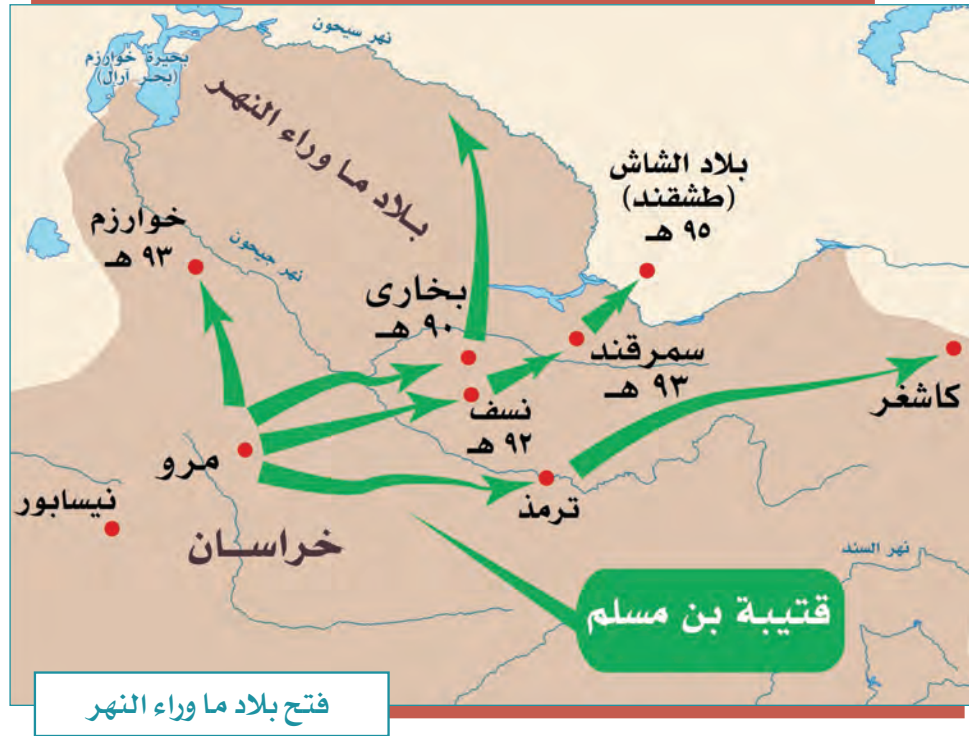 نهر سيحون
بحيرة خوارزم
(بحر آرال)
بلاد ما وراء النهر
بلاد الشاش
(طشقند)
٩٥ هـ
خوارزم
٩٣ هـ
نهر جيحون
بخارى
٩٠ هـ
سمرقند
٩٣ هـ
كاشغر
نسف
٩٢ هـ
مرو
ترمذ
نيسابور
خراسان
نهر السند
قتيبة بن مسلم
فتح بلاد ما وراء النهر